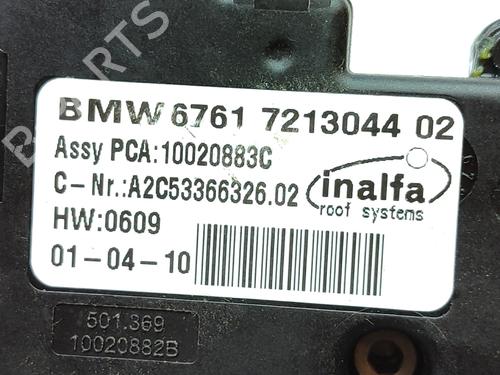 PARTS
BMW 6761 7213044 02
Assy PCA:10020883C
C-Nr.:A2C53366326.02
inalfa
roof systems
HW:0609
01-04-10
501.369
10020882B